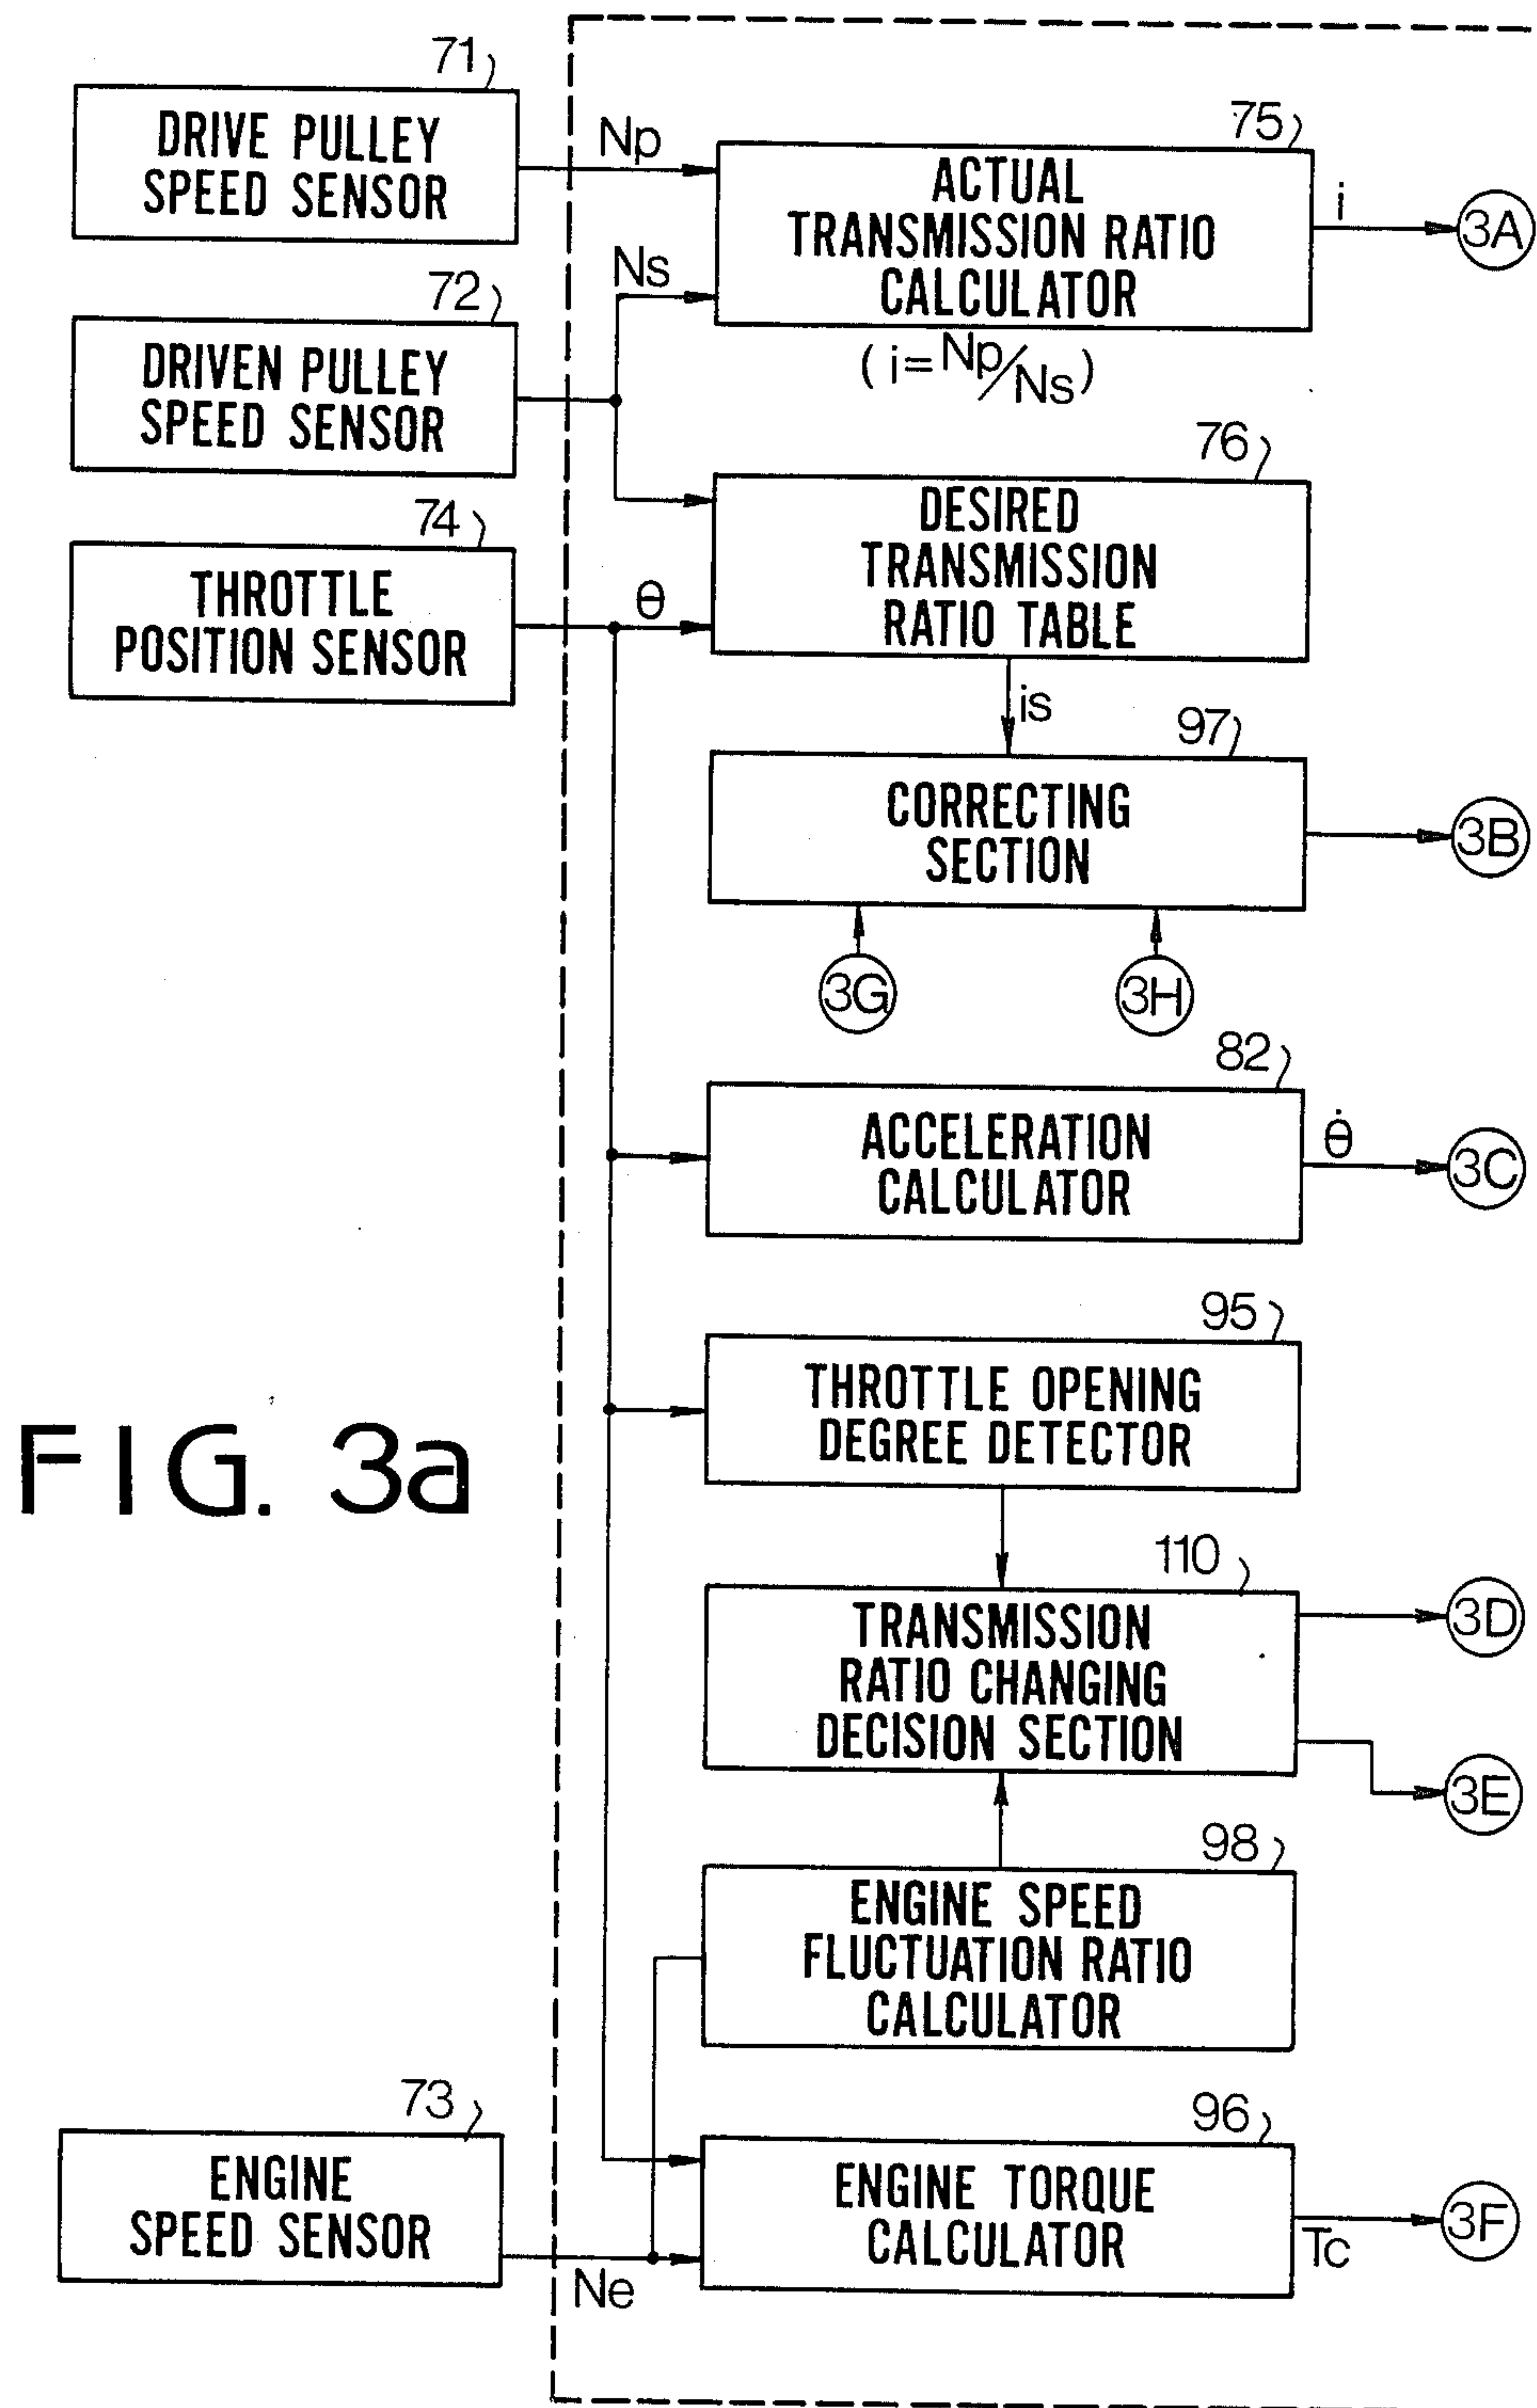 71
DRIVE PULLEY
SPEED SENSOR
Np
75
ACTUAL
TRANSMISSION RATIO
CALCULATOR
i
3A
(i=Np/Ns)
72
DRIVEN PULLEY
SPEED SENSOR
Ns
76
DESIRED
TRANSMISSION
RATIO TABLE
74
THROTTLE
POSITION SENSOR
θ
is
97
CORRECTING
SECTION
3B
3G
3H
82
ACCELERATION
CALCULATOR
θ̇
3C
95
THROTTLE OPENING
DEGREE DETECTOR
FIG. 3a
110
TRANSMISSION
RATIO CHANGING
DECISION SECTION
3D
3E
98
ENGINE SPEED
FLUCTUATION RATIO
CALCULATOR
73
ENGINE
SPEED SENSOR
Ne
96
ENGINE TORQUE
CALCULATOR
Tc
3F